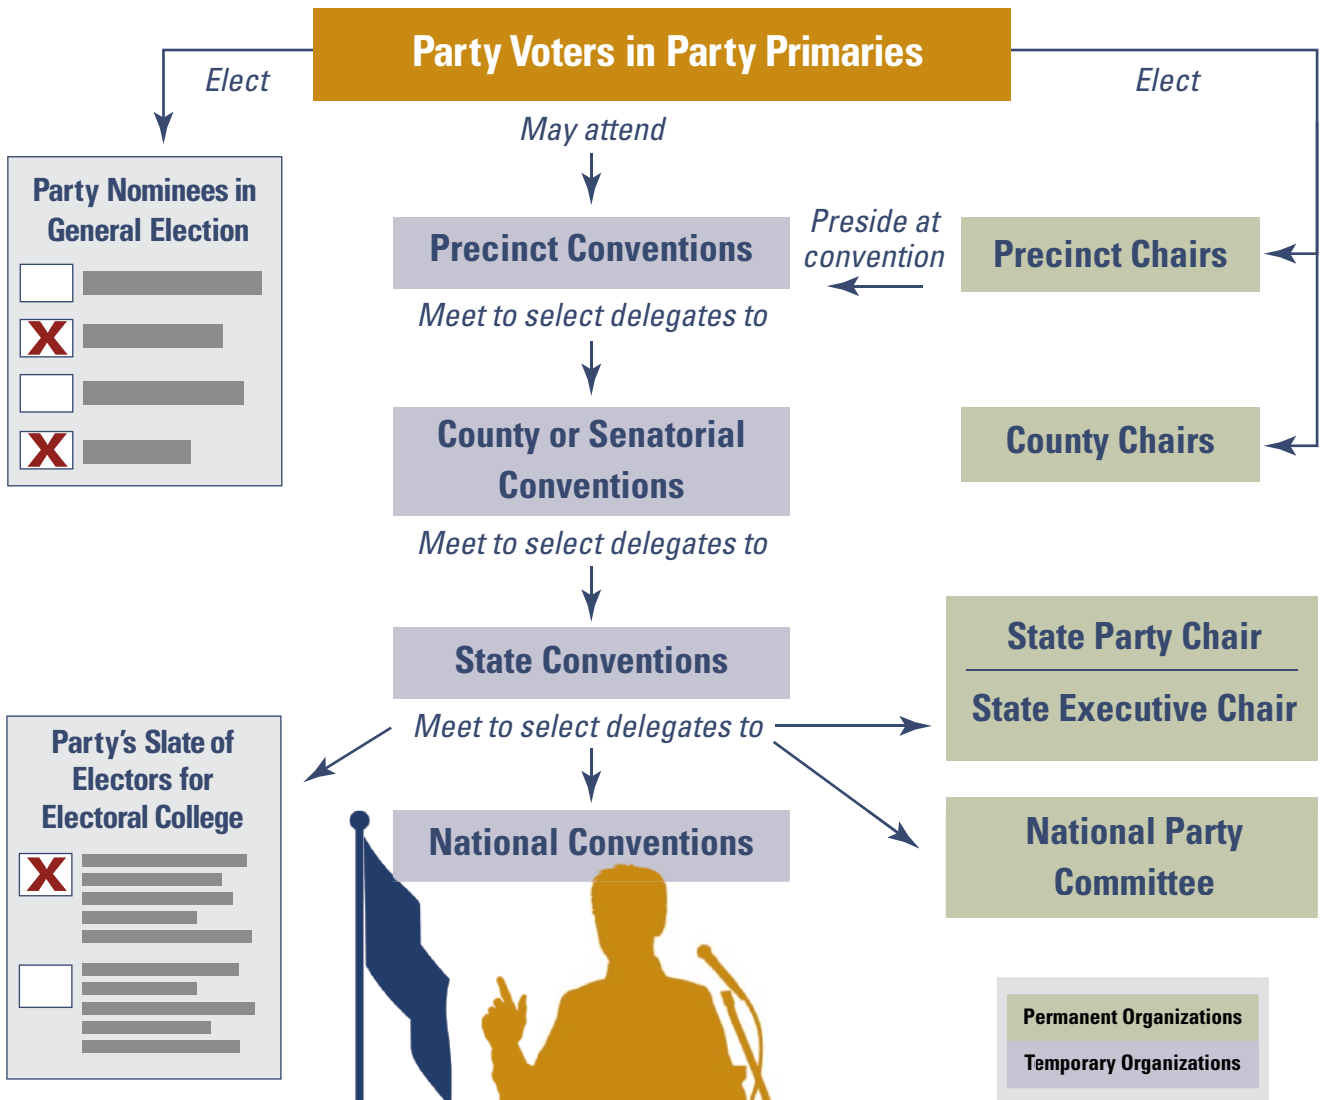 Party Voters in Party Primaries
Elect
Elect
May attend
Party Nominees in
General Election
X
X
Precinct Conventions
Preside at
convention
Precinct Chairs
Meet to select delegates to
County or Senatorial
Conventions
County Chairs
Meet to select delegates to
State Conventions
State Party Chair
State Executive Chair
Meet to select delegates to
Party's Slate of
Electors for
Electoral College
X
National Conventions
National Party
Committee
Permanent Organizations
Temporary Organizations